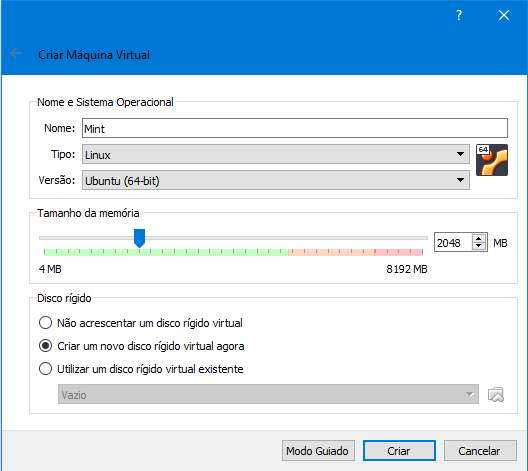 ?
Criar Máquina Virtual
Nome e Sistema Operacional
Nome: Mint
64
Tipo: Linux
Versão: Ubuntu (64-bit)
Tamanho da memória
2048 MB
4 MB 8192 MB
Disco rígido
Não acrescentar um disco rígido virtual
Criar um novo disco rígido virtual agora
Utilizar um disco rígido virtual existente
Vazio
Modo Guiado Criar Cancelar